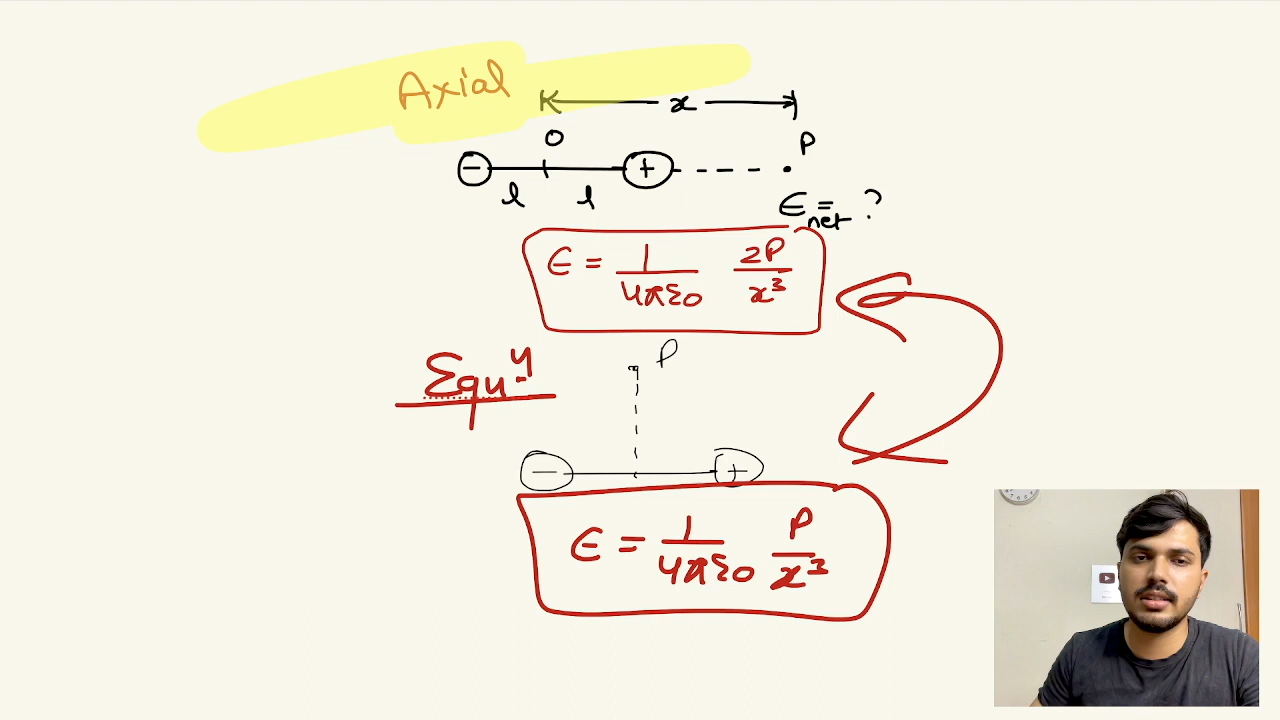 Axial
x
O P
− +
l l
E net = ?
E = 1/4πε0 2P/x³
P
Equ.y
− +
E = 1/4πε0 P/x³